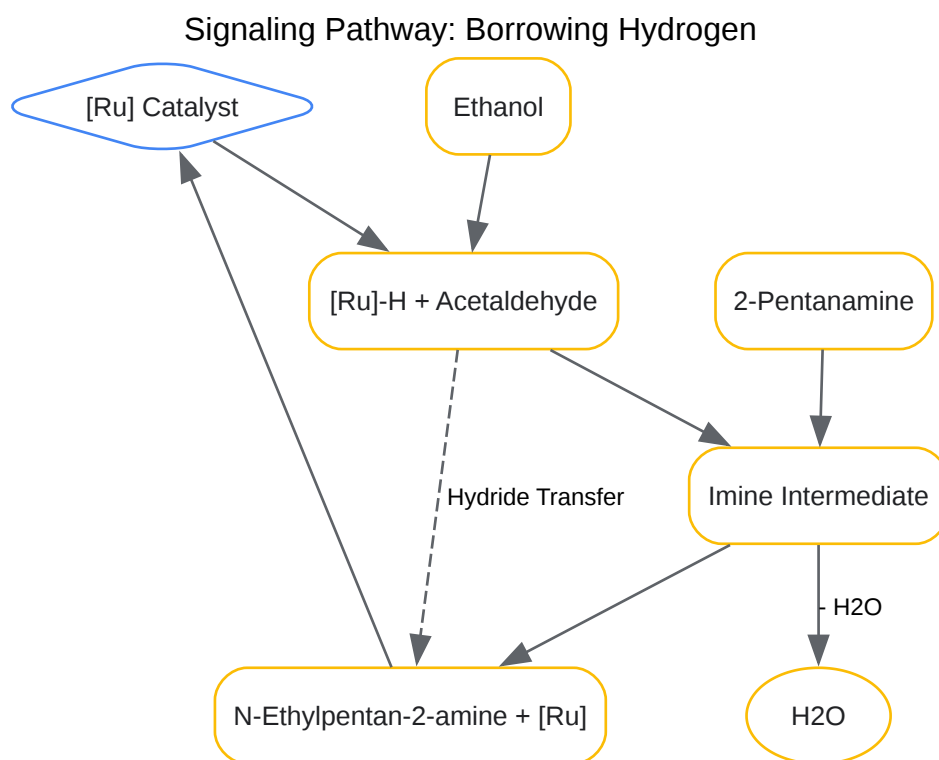 Signaling Pathway: Borrowing Hydrogen
[Ru] Catalyst
Ethanol
[Ru]-H + Acetaldehyde
2-Pentanamine
Hydride Transfer
Imine Intermediate
- H2O
N-Ethylpentan-2-amine + [Ru]
H2O